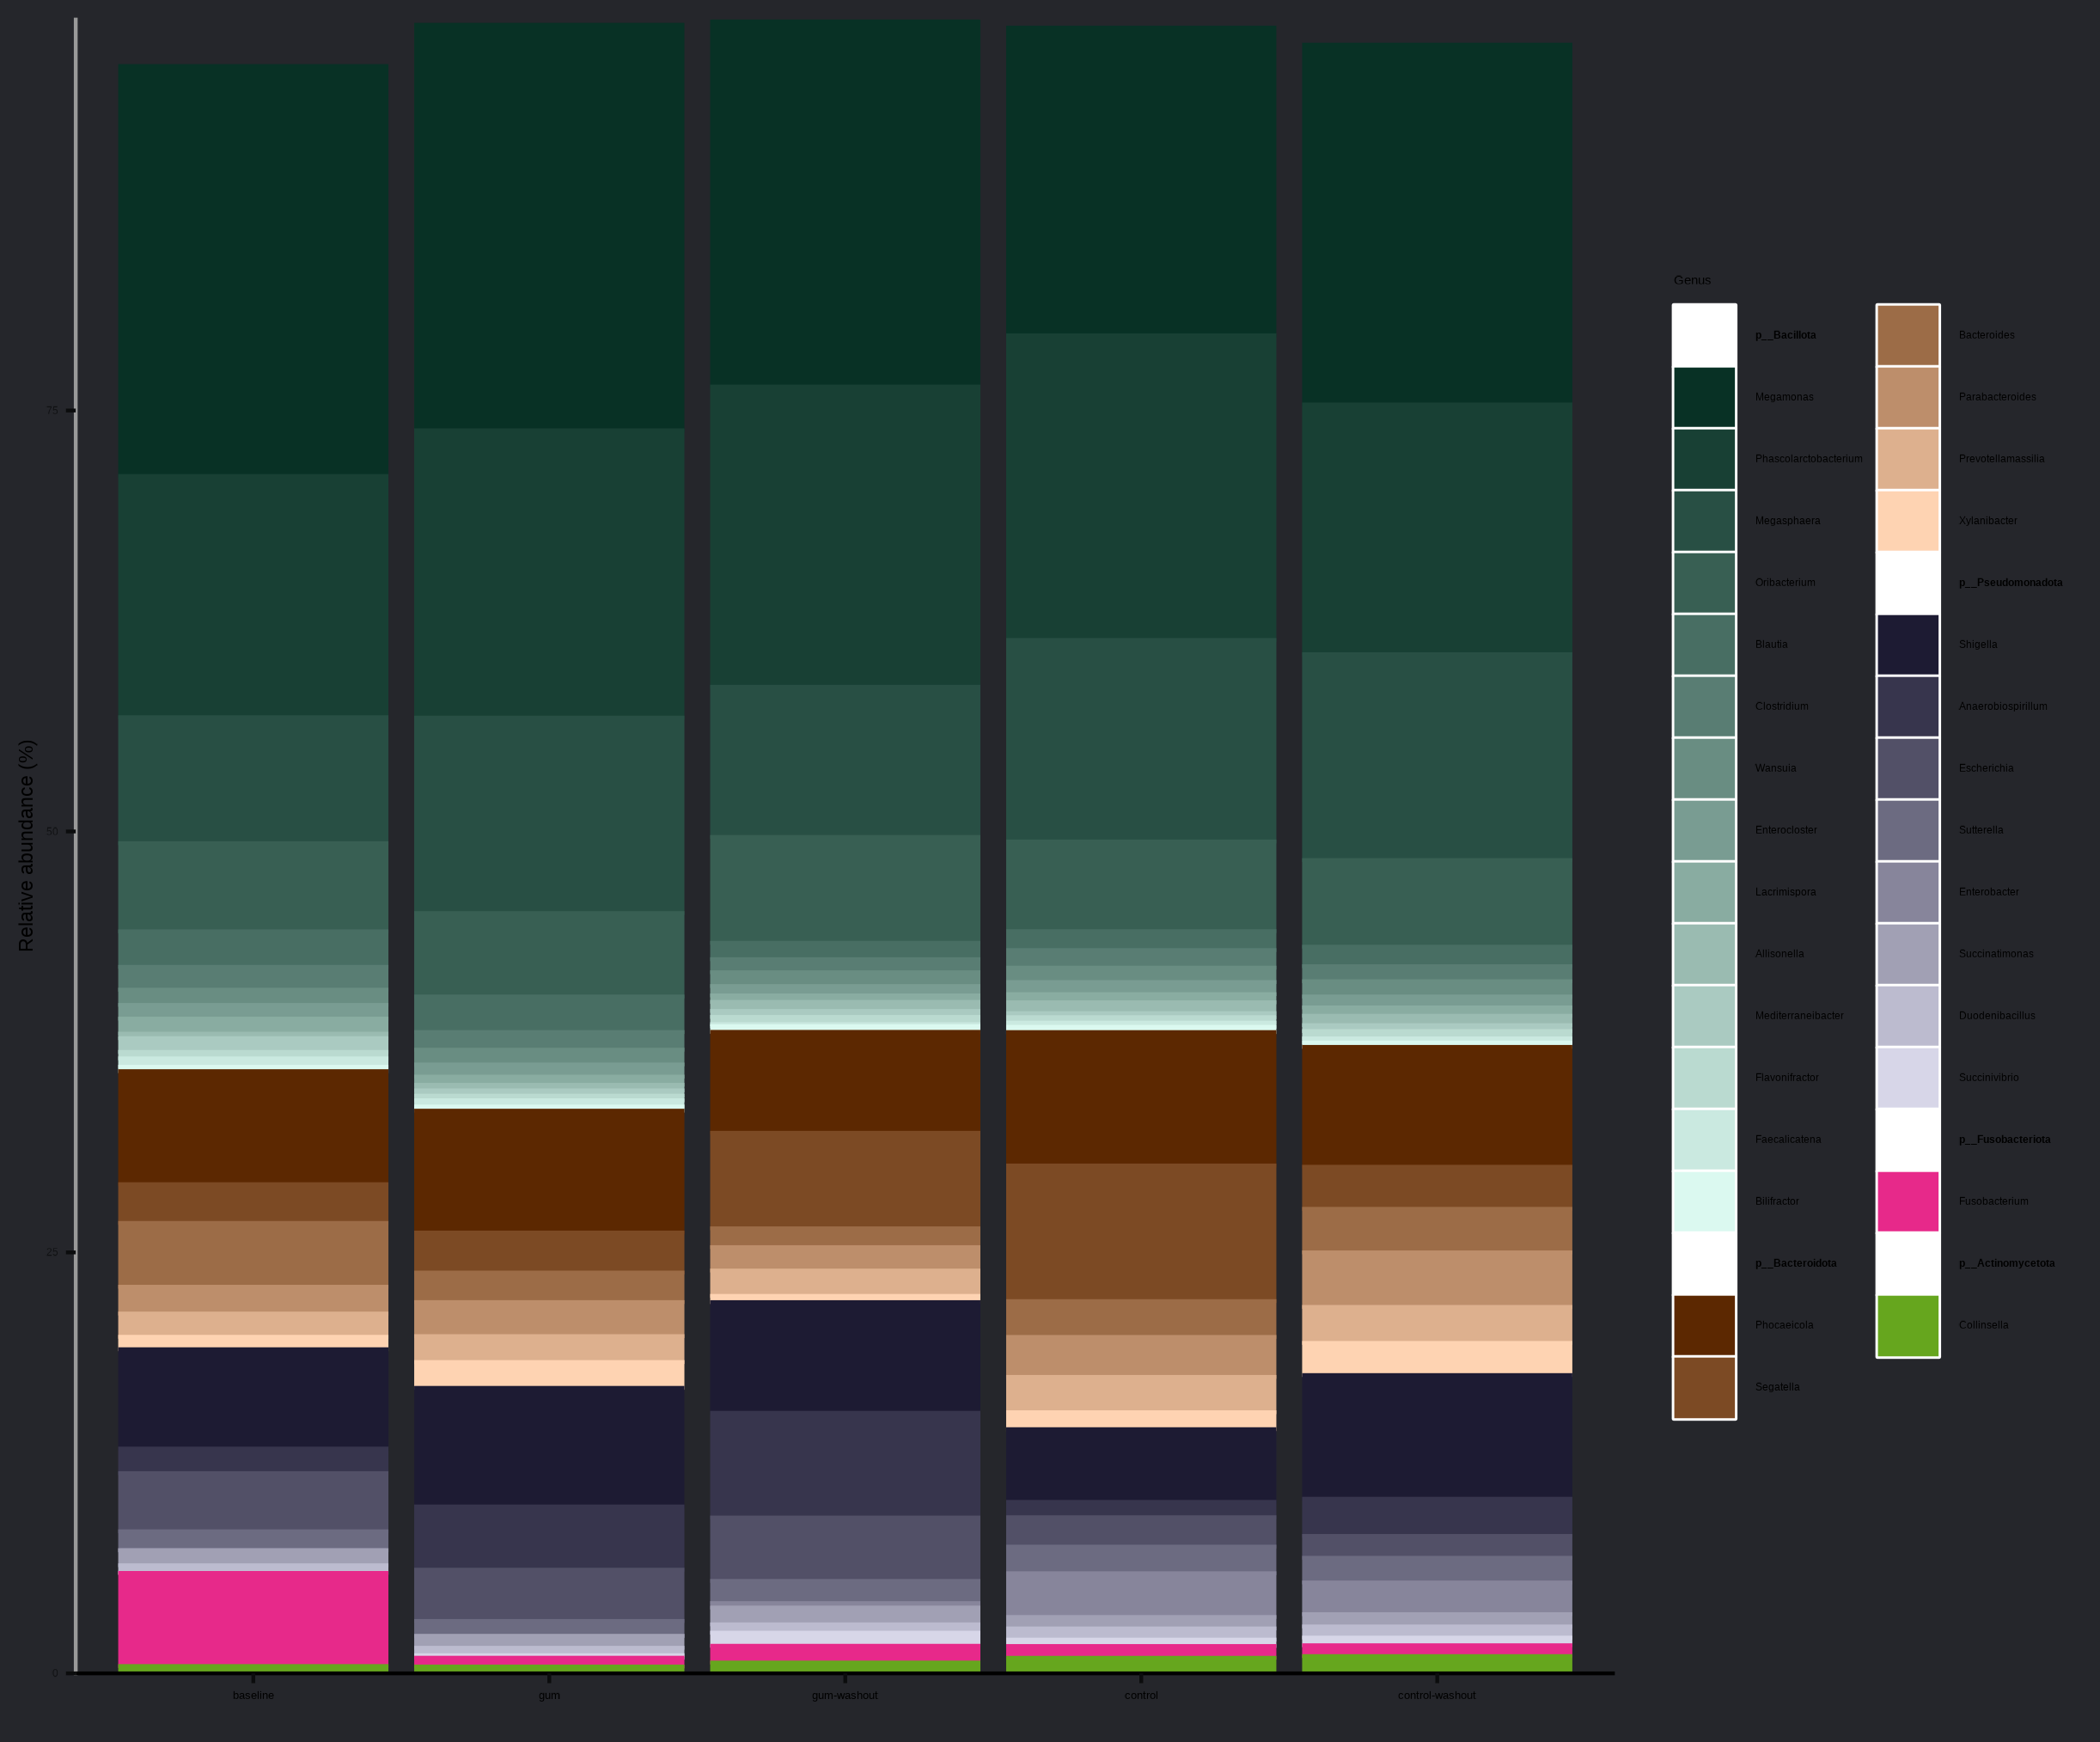 Relative abundance (%)
75
50
25
0
baseline
gum
gum-washout
control
control-washout
Genus
p__Bacillota
Megamonas
Phascolarctobacterium
Megasphaera
Oribacterium
Blautia
Clostridium
Wansuia
Enterocloster
Lacrimispora
Allisonella
Mediterraneibacter
Flavonifractor
Faecalicatena
Bilifractor
p__Bacteroidota
Phocaeicola
Segatella
Bacteroides
Parabacteroides
Prevotellamassilia
Xylanibacter
p__Pseudomonadota
Shigella
Anaerobiospirillum
Escherichia
Sutterella
Enterobacter
Succinatimonas
Duodenibacillus
Succinivibrio
p__Fusobacteriota
Fusobacterium
p__Actinomycetota
Collinsella